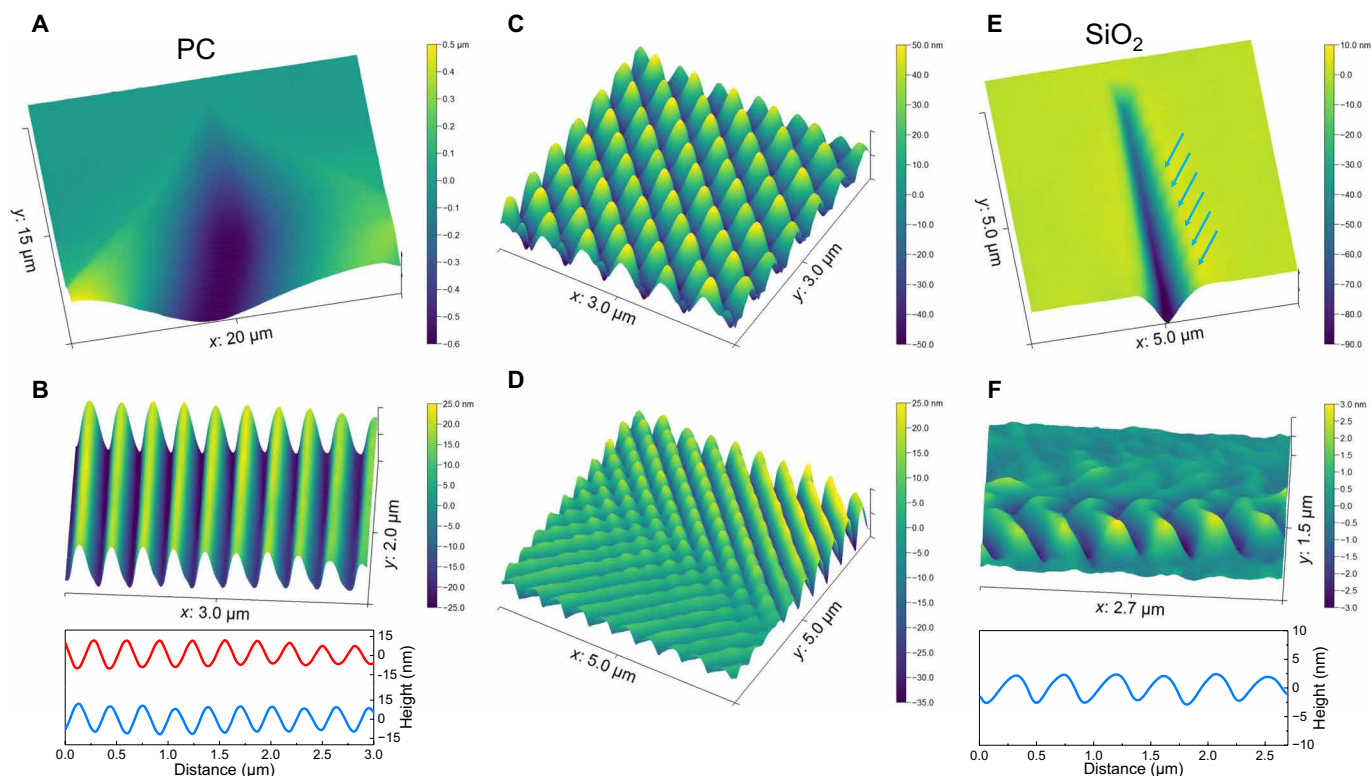 A
PC
0.5 µm
0.4
0.3
0.2
0.1
0.0
−0.1
−0.2
−0.3
−0.4
−0.5
−0.6
y: 15 µm
x: 20 µm
C
50.0 nm
40.0
30.0
20.0
10.0
0.0
−10.0
−20.0
−30.0
−40.0
−50.0
x: 3.0 µm
y: 3.0 µm
E
SiO₂
10.0 nm
0.0
−10.0
−20.0
−30.0
−40.0
−50.0
−60.0
−70.0
−80.0
−90.0
y: 5.0 µm
x: 5.0 µm
B
25.0 nm
20.0
15.0
10.0
5.0
0.0
−5.0
−10.0
−15.0
−20.0
−25.0
y: 2.0 µm
x: 3.0 µm
15
0
−15
15
0
−15
Height (nm)
0.0 0.5 1.0 1.5 2.0 2.5 3.0
Distance (µm)
D
25.0 nm
20.0
15.0
10.0
5.0
0.0
−5.0
−10.0
−15.0
−20.0
−25.0
−30.0
−35.0
x: 5.0 µm
y: 5.0 µm
F
3.0 nm
2.5
2.0
1.5
1.0
0.5
0.0
−0.5
−1.0
−1.5
−2.0
−2.5
−3.0
y: 1.5 µm
x: 2.7 µm
10
5
0
−5
−10
Height (nm)
0.0 0.5 1.0 1.5 2.0 2.5
Distance (µm)